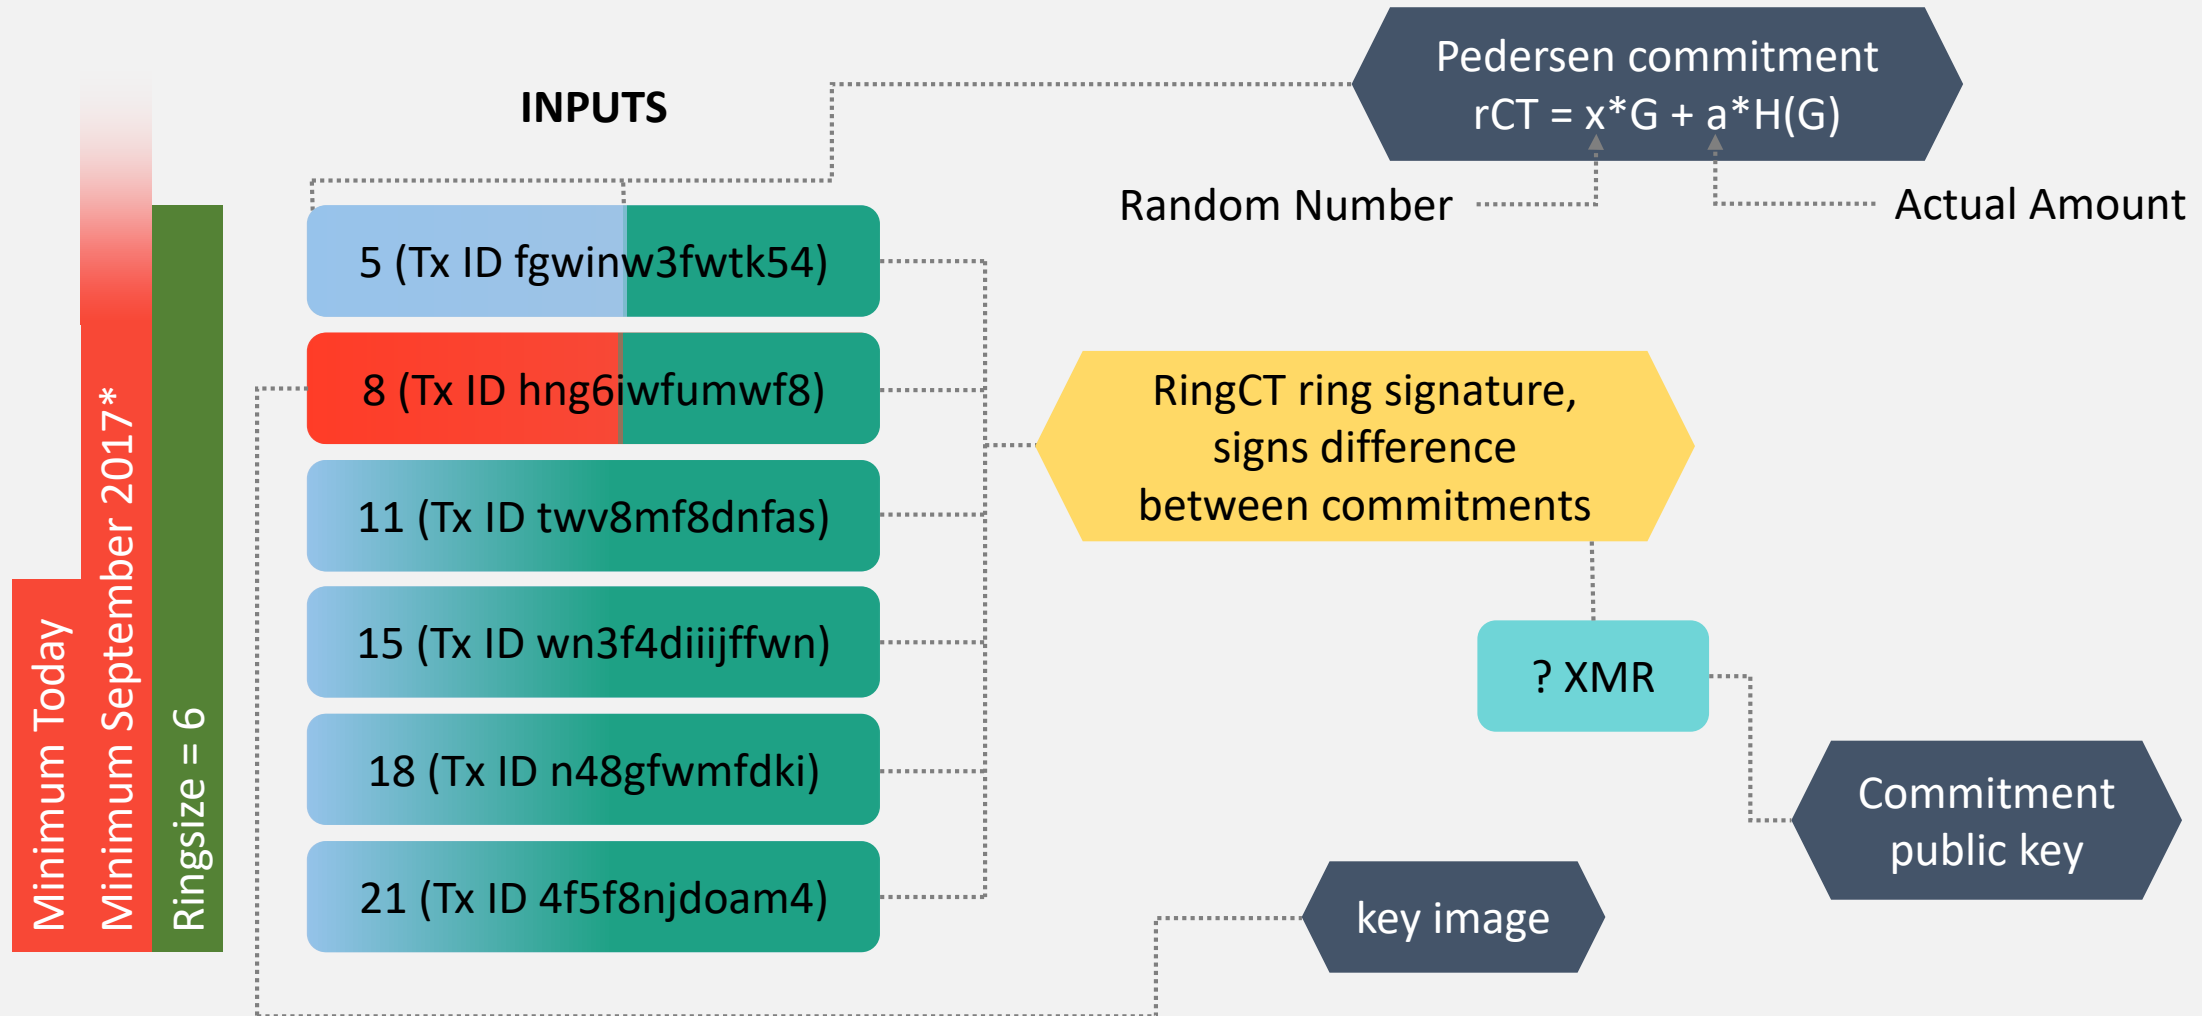 Pedersen commitment
rCT = x*G + a*H(G)
INPUTS
Random Number
Actual Amount
5 (Tx ID fgwinw3fwtk54)
8 (Tx ID hng6iwfumwf8)
11 (Tx ID twv8mf8dnfas)
15 (Tx ID wn3f4diiijffwn)
18 (Tx ID n48gfwmfdki)
21 (Tx ID 4f5f8njdoam4)
Minimum Today
Minimum September 2017*
Ringsize = 6
RingCT ring signature,
signs difference
between commitments
? XMR
Commitment
public key
key image